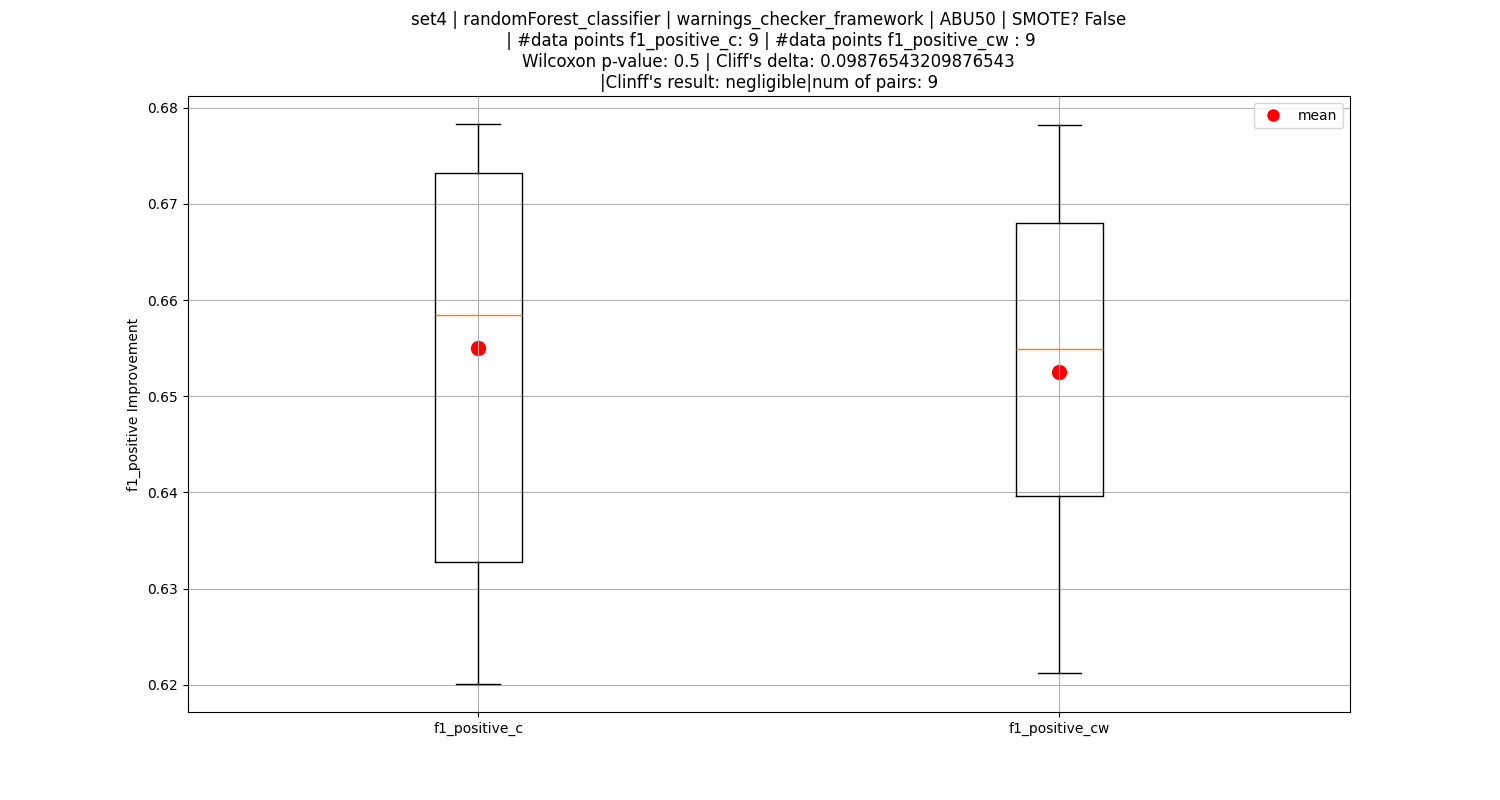 set4 | randomForest_classifier | warnings_checker_framework | ABU50 | SMOTE? False
| #data points f1_positive_c: 9 | #data points f1_positive_cw : 9
Wilcoxon p-value: 0.5 | Cliff's delta: 0.09876543209876543
|Clinff's result: negligible|num of pairs: 9
mean
f1_positive Improvement
0.68
0.67
0.66
0.65
0.64
0.63
0.62
f1_positive_c
f1_positive_cw